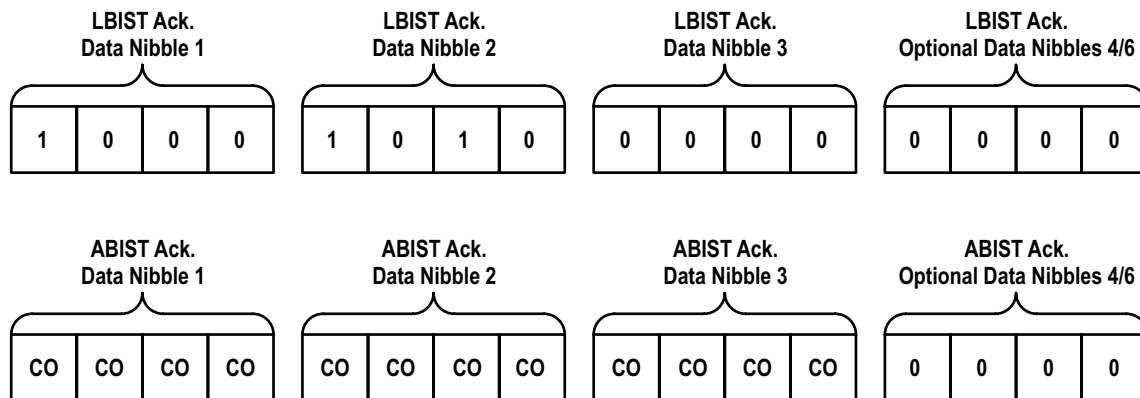 LBIST Ack. LBIST Ack. LBIST Ack. LBIST Ack.
Data Nibble 1 Data Nibble 2 Data Nibble 3 Optional Data Nibbles 4/6
1 0 0 0 1 0 1 0 0 0 0 0 0 0 0 0
ABIST Ack. ABIST Ack. ABIST Ack. ABIST Ack.
Data Nibble 1 Data Nibble 2 Data Nibble 3 Optional Data Nibbles 4/6
CO CO CO CO CO CO CO CO CO CO CO CO 0 0 0 0